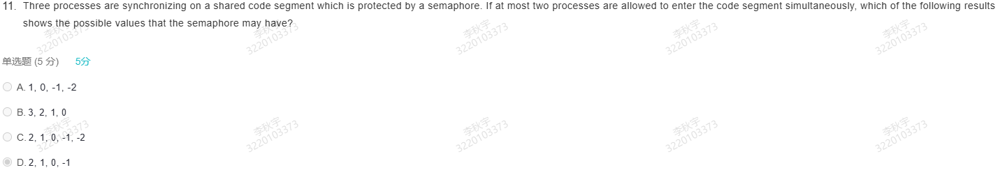 11. Three processes are synchronizing on a shared code segment which is protected by a semaphore. If at most two processes are allowed to enter the code segment simultaneously, which of the following results
shows the possible values that the semaphore may have?
李秋宇
3220103373
李秋宇
3220103373
李秋宇
3220103373
李秋宇
3220103373
李秋宇
3220103373
单选题 (5 分) 5分
A. 1, 0, -1, -2
B. 3, 2, 1, 0
李秋宇
3220103373
李秋宇
3220103373
李秋宇
3220103373
李秋宇
3220103373
李秋宇
3220103373
C. 2, 1, 0, -1, -2
D. 2, 1, 0, -1